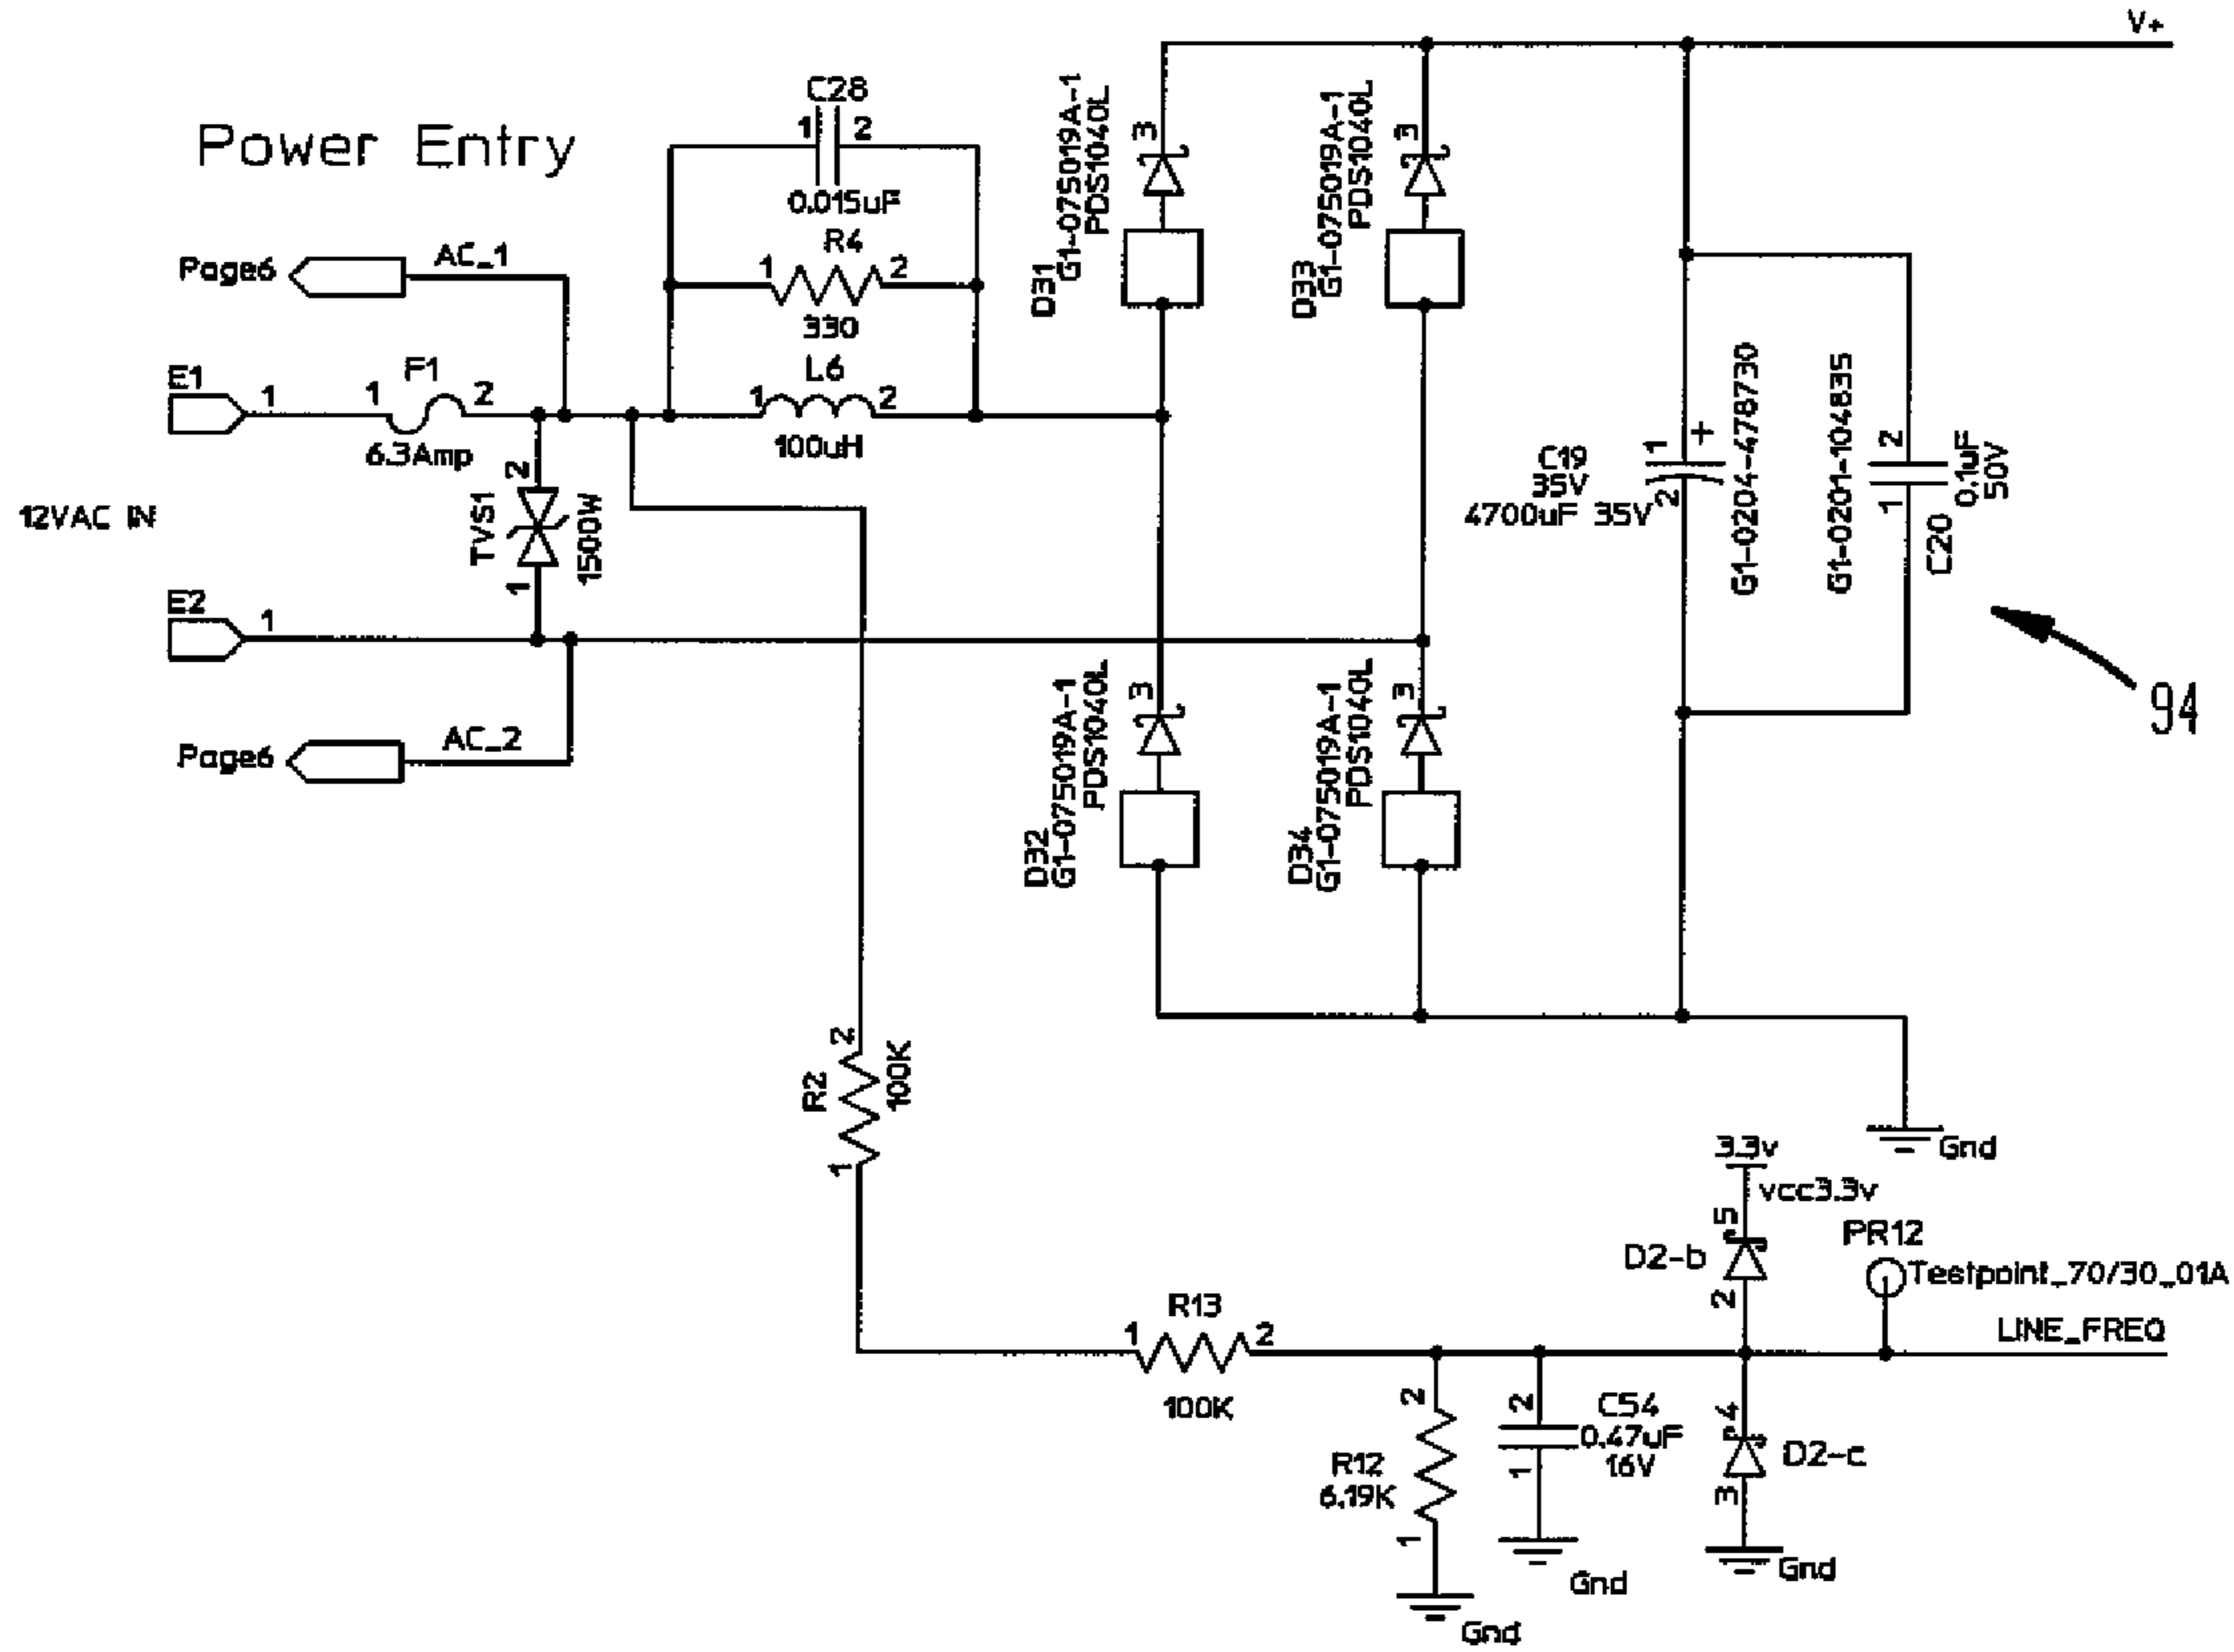 V+
Power Entry
C28
1 2
0.015uF
R4
1 2
330
L6
1 2
100uH
Page6 AC_1
E1
1
F1
1 2
6.3Amp
12VAC IN
TVS1
2
1
1500W
E2
1
Page6 AC_2
D31
G1-075019A-1
PDS1040L
3
D33
G1-075019A-1
PDS1040L
3
D32
G1-075019A-1
PDS1040L
3
D34
G1-075019A-1
PDS1040L
3
C19
35V
4700uF 35V
1 +
2
G1-0204-478730
G1-0201-104835
2
1
C20
0.1uF
50V
94
Gnd
R2
2
1
100K
R13
1 2
100K
R12
6.19K
2
1
Gnd
C54
0.47uF
16V
2
1
Gnd
3.3v
vcc3.3v
D2-b
5
2
PR12
Testpoint_70/30_01A
LINE_FREQ
D2-c
4
3
Gnd